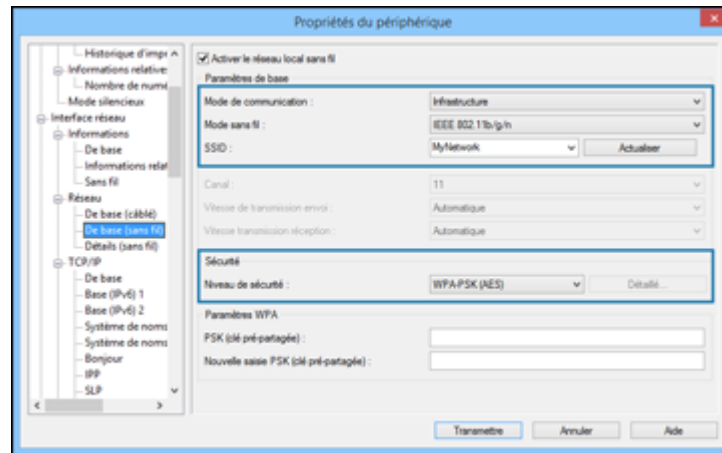 Propriétés du périphérique
Historique d'impr
Informations relative:
Nombre de numé
Mode silencieux
Interface réseau
Informations
De base
Informations relat
Sans fil
Réseau
De base (câblé)
De base (sans fil)
Détails (sans fil)
TCP/IP
De base
Base (IPv6) 1
Base (IPv6) 2
Système de noms
Système de noms
Bonjour
IPP
SLP
Activer le réseau local sans fil
Paramètres de base
Mode de communication : Infrastructure
Mode sans fil : IEEE 802.11b/g/n
SSID : MyNetwork Actualiser
Canal : 11
Vitesse de transmission envoi : Automatique
Vitesse transmission réception : Automatique
Sécurité
Niveau de sécurité : WPA-PSK (AES) Détaillé...
Paramètres WPA
PSK (clé pré-partagée) :
Nouvelle saisie PSK (clé pré-partagée) :
Transmettre Annuler Aide